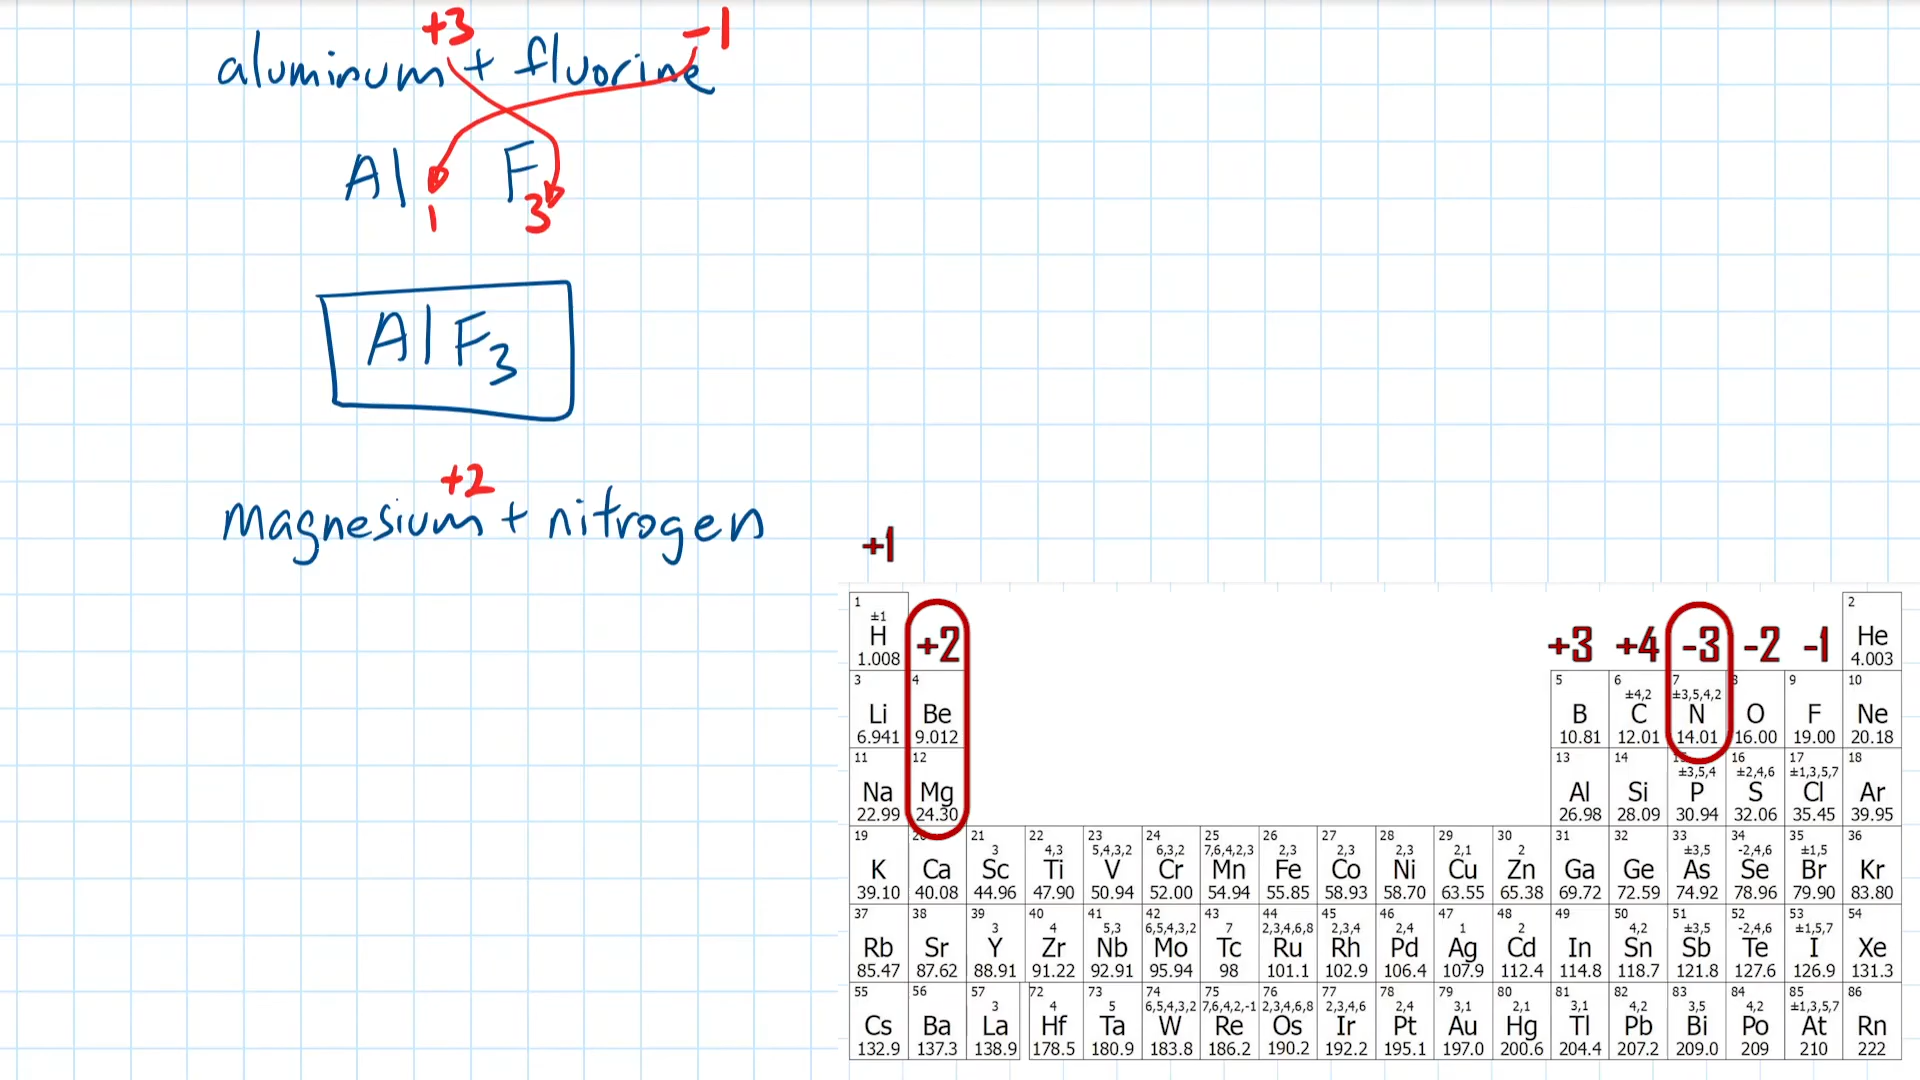 +3 -1
aluminum + fluorine
Al F
1 3
AlF3
+2
magnesium + nitrogen
+1
1 2
±1
H +2 +3 +4 -3 -2 -1 He
1.008 4.003
3 4 5 6 7 8 9 10
±4,2 ±3,5,4,2
Li Be B C N O F Ne
6.941 9.012 10.81 12.01 14.01 16.00 19.00 20.18
11 12 13 14 15 16 17 18
±3,5,4 ±2,4,6 ±1,3,5,7
Na Mg Al Si P S Cl Ar
22.99 24.30 26.98 28.09 30.94 32.06 35.45 39.95
19 20 21 22 23 24 25 26 27 28 29 30 31 32 33 34 35 36
3 4,3 5,4,3,2 6,3,2 7,6,4,2,3 2,3 2,3 2,3 2,1 2 ±3,5 -2,4,6 ±1,5
K Ca Sc Ti V Cr Mn Fe Co Ni Cu Zn Ga Ge As Se Br Kr
39.10 40.08 44.96 47.90 50.94 52.00 54.94 55.85 58.93 58.70 63.55 65.38 69.72 72.59 74.92 78.96 79.90 83.80
37 38 39 40 41 42 43 44 45 46 47 48 49 50 51 52 53 54
3 4 5,3 6,5,4,3,2 7 2,3,4,6,8 2,3,4 2,4 1 2 4,2 ±3,5 -2,4,6 ±1,5,7
Rb Sr Y Zr Nb Mo Tc Ru Rh Pd Ag Cd In Sn Sb Te I Xe
85.47 87.62 88.91 91.22 92.91 95.94 98 101.1 102.9 106.4 107.9 112.4 114.8 118.7 121.8 127.6 126.9 131.3
55 56 57 72 73 74 75 76 77 78 79 80 81 82 83 84 85 86
3 4 5 6,5,4,3,2 7,6,4,2,-1 2,3,4,6,8 2,3,4,6 2,4 3,1 2,1 3,1 4,2 3,5 4,2 ±1,3,5,7
Cs Ba La Hf Ta W Re Os Ir Pt Au Hg Tl Pb Bi Po At Rn
132.9 137.3 138.9 178.5 180.9 183.8 186.2 190.2 192.2 195.1 197.0 200.6 204.4 207.2 209.0 209 210 222